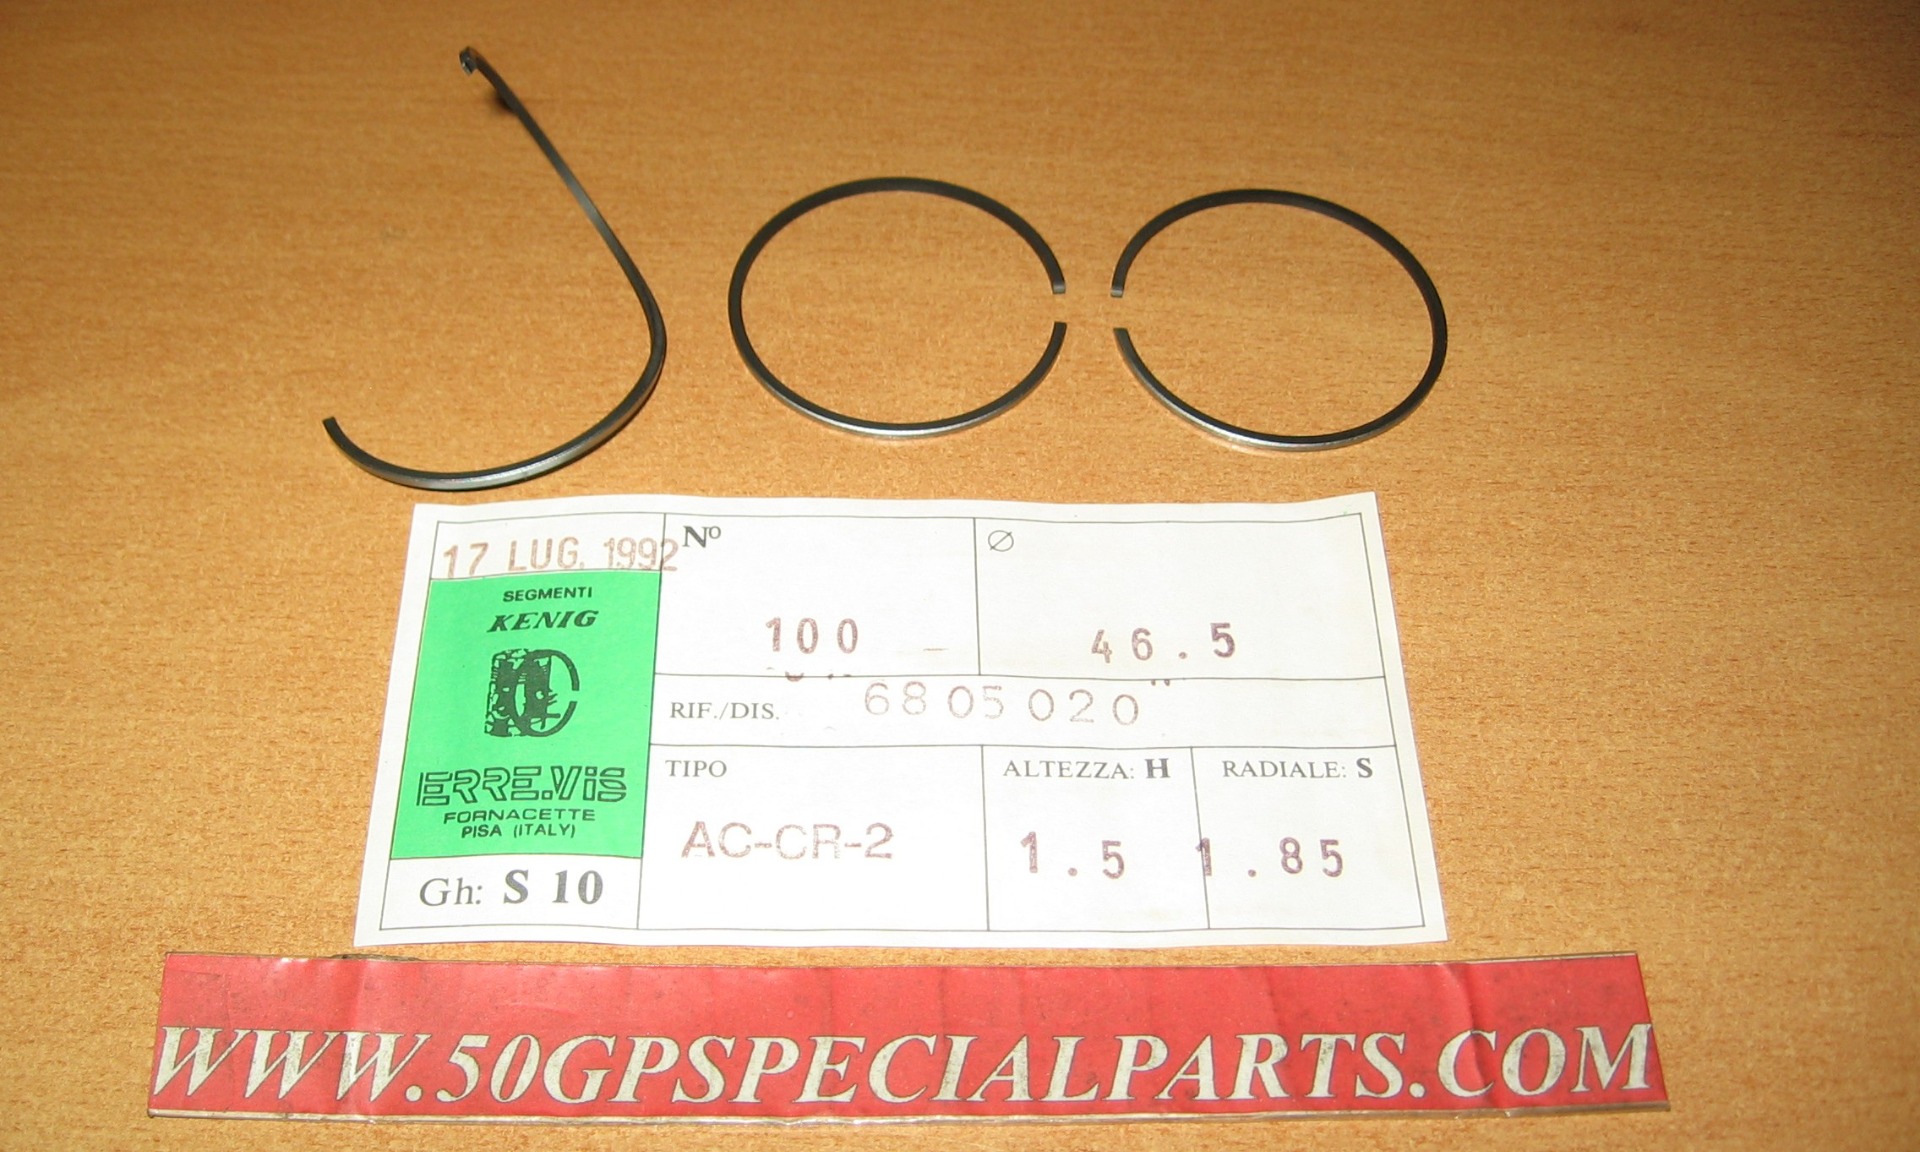 17 LUG. 1992
SEGMENTI
KENIG
ERRE.ViS
FORNACETTE
PISA (ITALY)
Gh: S 10
Nº
100
Ø
46.5
RIF./DIS. 6805020
TIPO
AC-CR-2
ALTEZZA: H
1.5
RADIALE: S
1.85
WWW.50GPSPECIALPARTS.COM